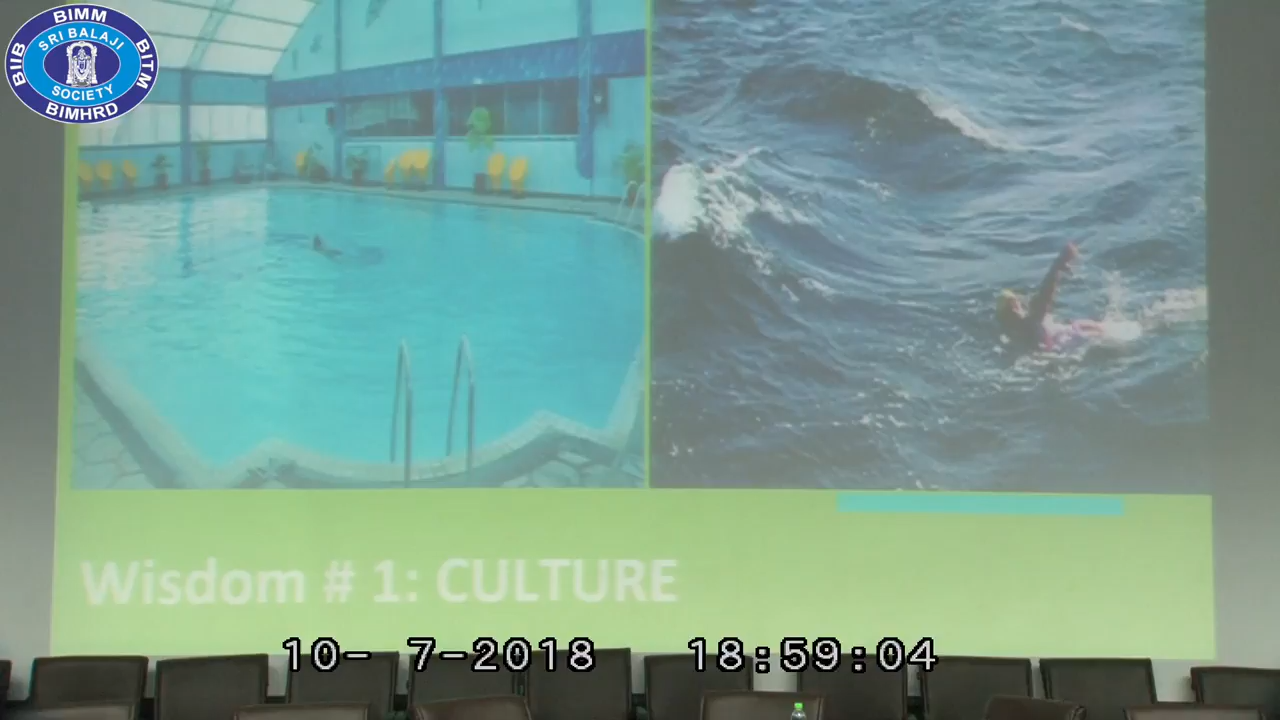 BIMM
BIIB
SRI BALAJI
SOCIETY
BITM
BIMHRD
Wisdom # 1: CULTURE
10- 7-2018 18:59:04